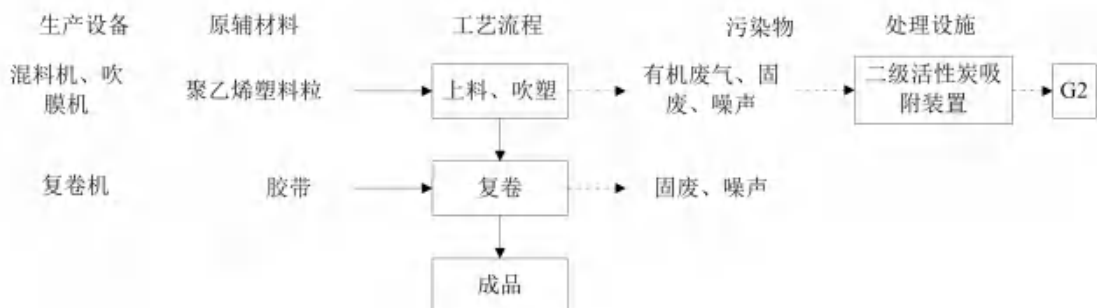 生产设备 原辅材料 工艺流程 污染物 处理设施
混料机、吹
膜机
聚乙烯塑料粒
上料、吹塑
有机废气、固
废、噪声
二级活性炭吸
附装置
G2
复卷机
胶带
复卷
固废、噪声
成品